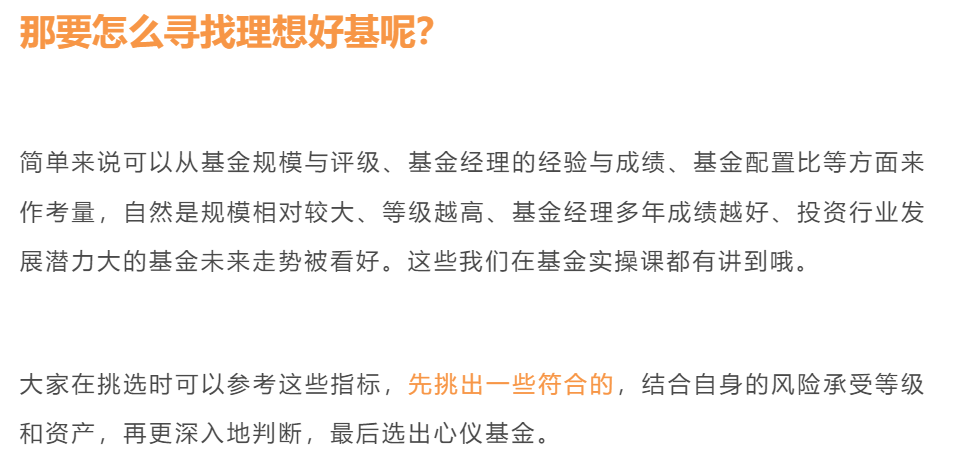 那要怎么寻找理想好基呢？
简单来说可以从基金规模与评级、基金经理的经验与成绩、基金配置比等方面来
作考量，自然是规模相对较大、等级越高、基金经理多年成绩越好、投资行业发
展潜力大的基金未来走势被看好。这些我们在基金实操课都有讲到哦。
大家在挑选时可以参考这些指标，先挑出一些符合的，结合自身的风险承受等级
和资产，再更深入地判断，最后选出心仪基金。